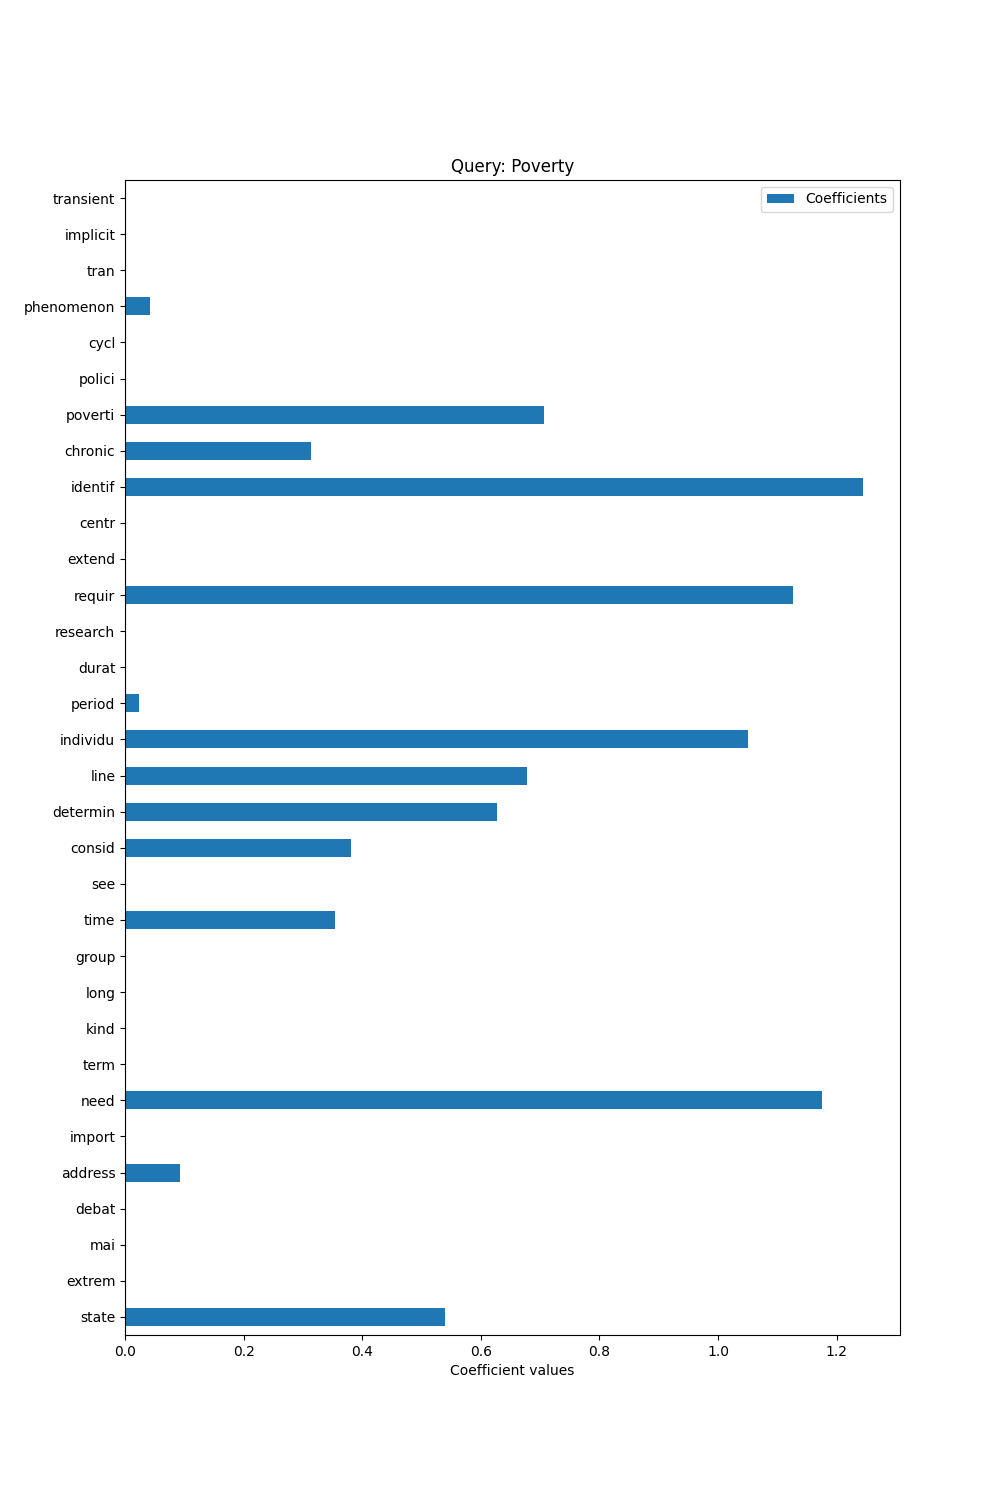 Query: Poverty
Coefficients
transient
implicit
tran
phenomenon
cycl
polici
poverti
chronic
identif
centr
extend
requir
research
durat
period
individu
line
determin
consid
see
time
group
long
kind
term
need
import
address
debat
mai
extrem
state
0.0 0.2 0.4 0.6 0.8 1.0 1.2
Coefficient values